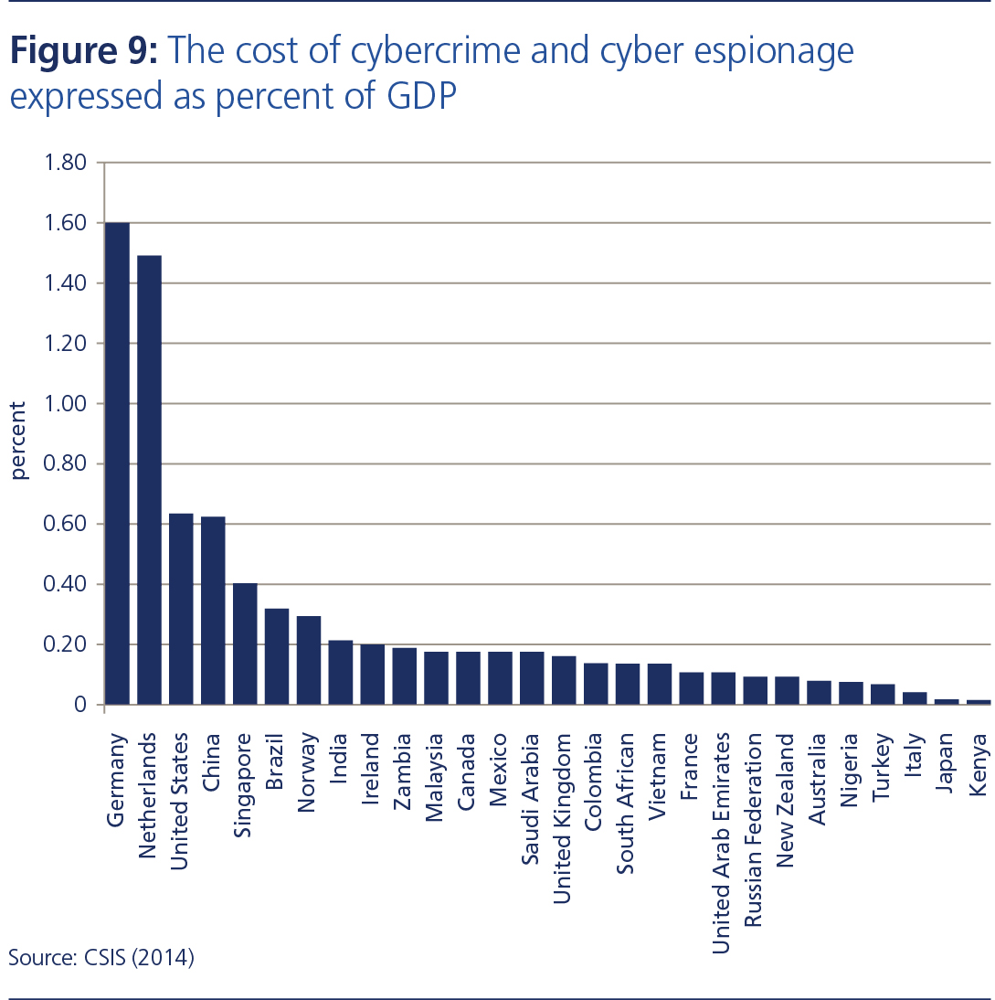 Figure 9: The cost of cybercrime and cyber espionage
expressed as percent of GDP
1.80
1.60
1.40
1.20
1.00
0.80
0.60
0.40
0.20
0
percent
Germany
Netherlands
United States
China
Singapore
Brazil
Norway
India
Ireland
Zambia
Malaysia
Canada
Mexico
Saudi Arabia
United Kingdom
Colombia
South African
Vietnam
France
United Arab Emirates
Russian Federation
New Zealand
Australia
Nigeria
Turkey
Italy
Japan
Kenya
Source: CSIS (2014)